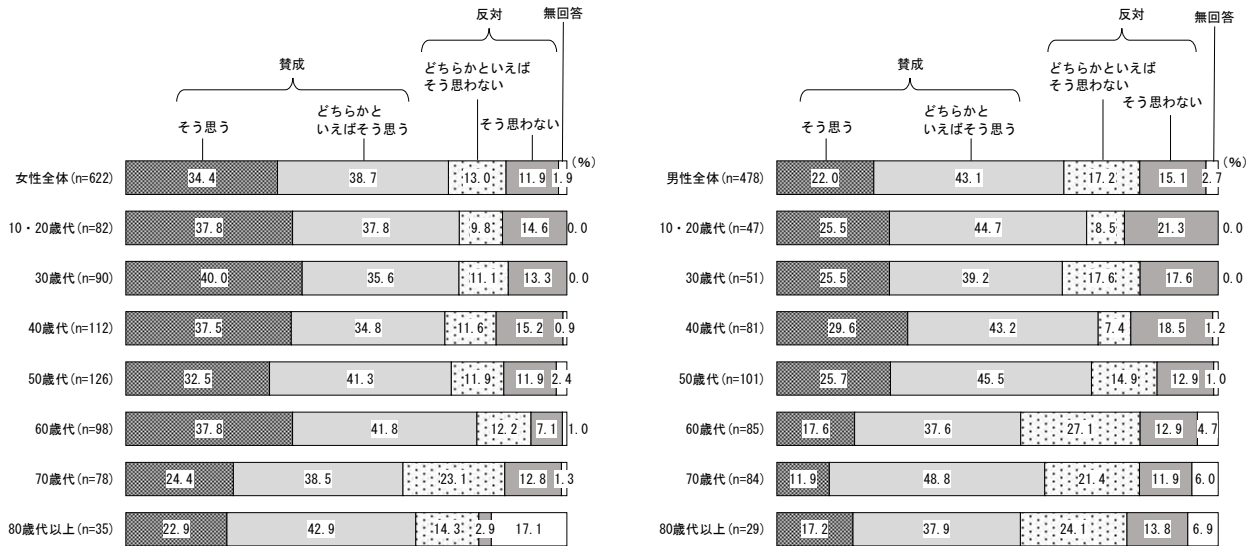 反対
無回答
賛成
どちらかといえば
そう思わない
どちらかと
いえばそう思う
そう思う
そう思わない
(%)
女性全体(n=622) 34.4 38.7 13.0 11.9 1.9
10・20歳代(n=82) 37.8 37.8 9.8 14.6 0.0
30歳代(n=90) 40.0 35.6 11.1 13.3 0.0
40歳代(n=112) 37.5 34.8 11.6 15.2 0.9
50歳代(n=126) 32.5 41.3 11.9 11.9 2.4
60歳代(n=98) 37.8 41.8 12.2 7.1 1.0
70歳代(n=78) 24.4 38.5 23.1 12.8 1.3
80歳代以上(n=35) 22.9 42.9 14.3 2.9 17.1
反対
無回答
賛成
どちらかといえば
そう思わない
どちらかと
いえばそう思う
そう思う
そう思わない
(%)
男性全体(n=478) 22.0 43.1 17.2 15.1 2.7
10・20歳代(n=47) 25.5 44.7 8.5 21.3 0.0
30歳代(n=51) 25.5 39.2 17.6 17.6 0.0
40歳代(n=81) 29.6 43.2 7.4 18.5 1.2
50歳代(n=101) 25.7 45.5 14.9 12.9 1.0
60歳代(n=85) 17.6 37.6 27.1 12.9 4.7
70歳代(n=84) 11.9 48.8 21.4 11.9 6.0
80歳代以上(n=29) 17.2 37.9 24.1 13.8 6.9